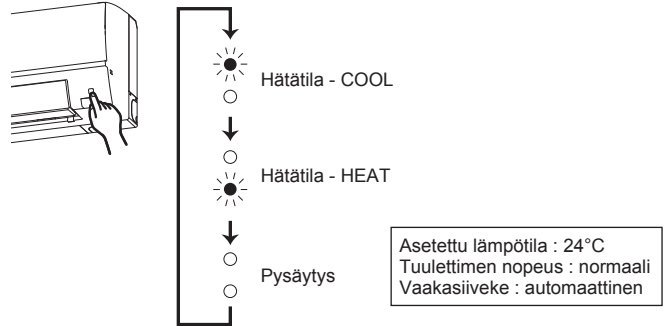 Hätätila - COOL
Hätätila - HEAT
Pysäytys
Asetettu lämpötila : 24°C
Tuulettimen nopeus : normaali
Vaakasiiveke : automaattinen